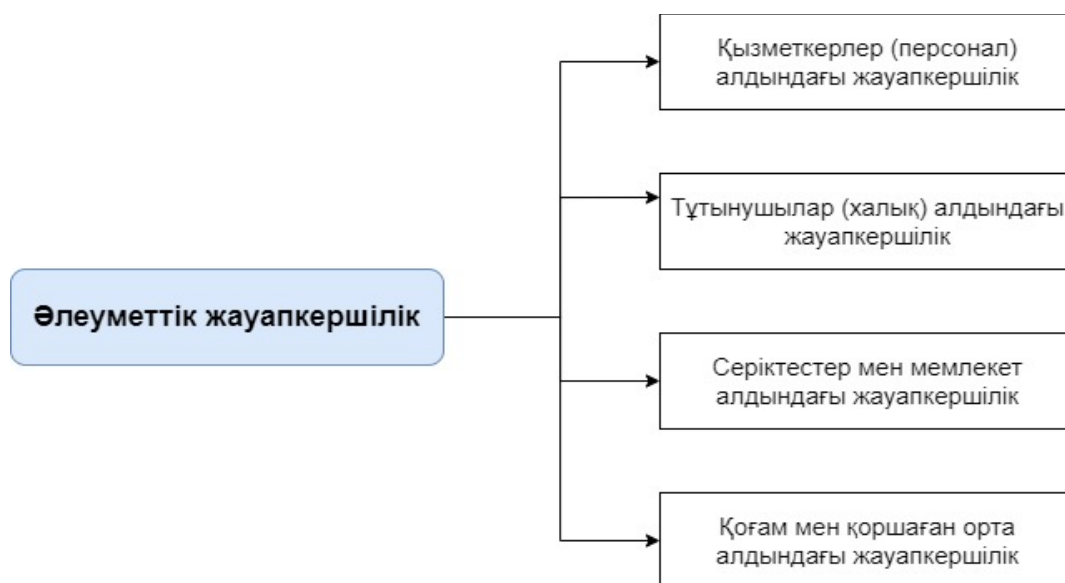 Қызметкерлер (персонал)
алдындағы жауапкершілік
Тұтынушылар (халық) алдындағы
жауапкершілік
Әлеуметтік жауапкершілік
Серіктестер мен мемлекет
алдындағы жауапкершілік
Қоғам мен қоршаған орта
алдындағы жауапкершілік